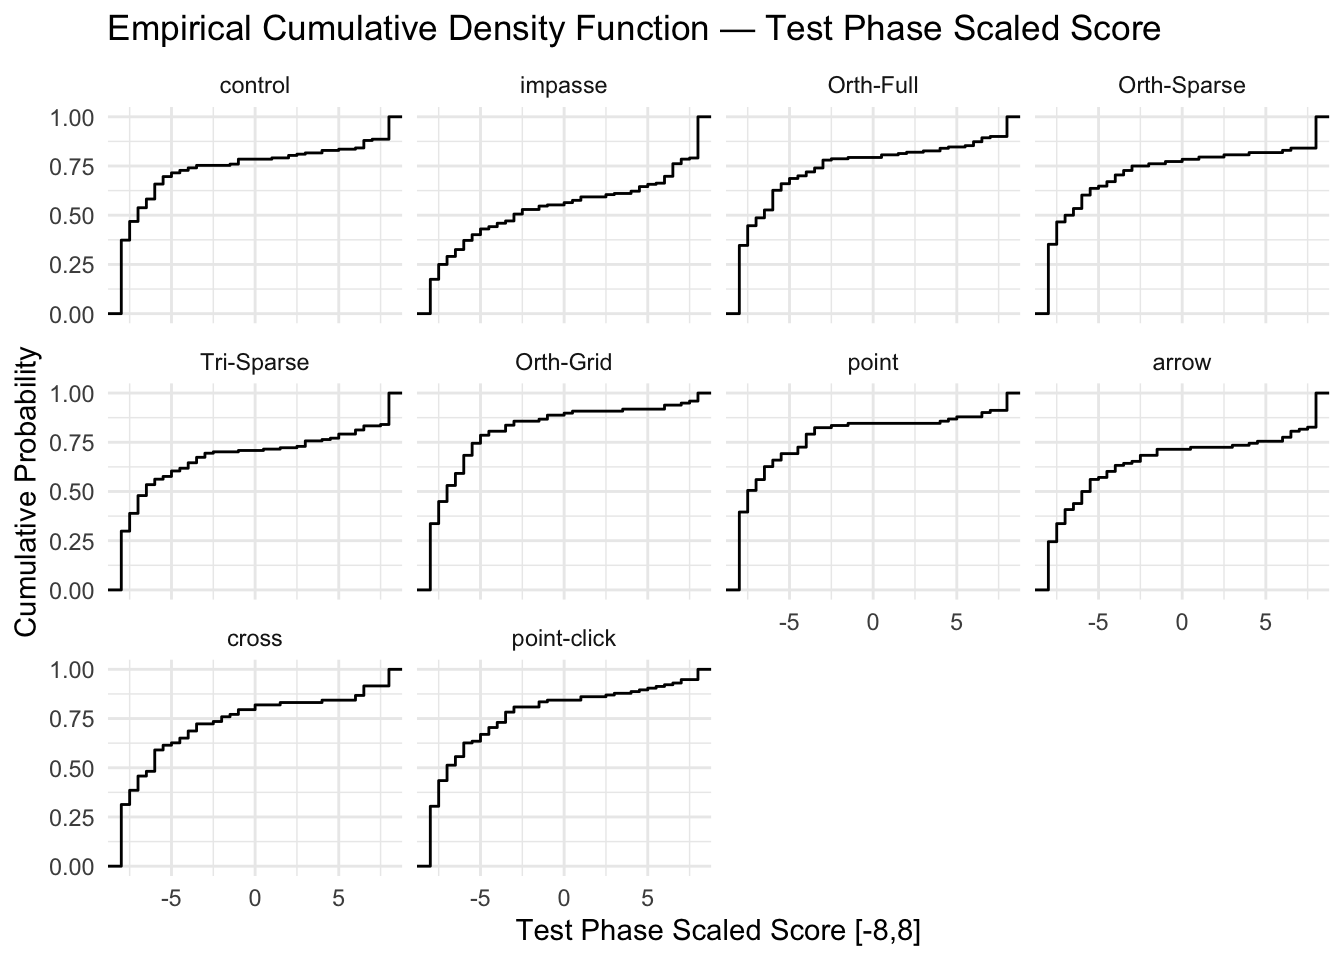 Empirical Cumulative Density Function — Test Phase Scaled Score
control impasse Orth-Full Orth-Sparse
1.00
0.75
0.50
0.25
0.00
Tri-Sparse Orth-Grid point arrow
1.00
0.75
0.50
0.25
0.00
-5 0 5 -5 0 5
cross point-click
1.00
0.75
0.50
0.25
0.00
-5 0 5 -5 0 5
Cumulative Probability
Test Phase Scaled Score [-8,8]